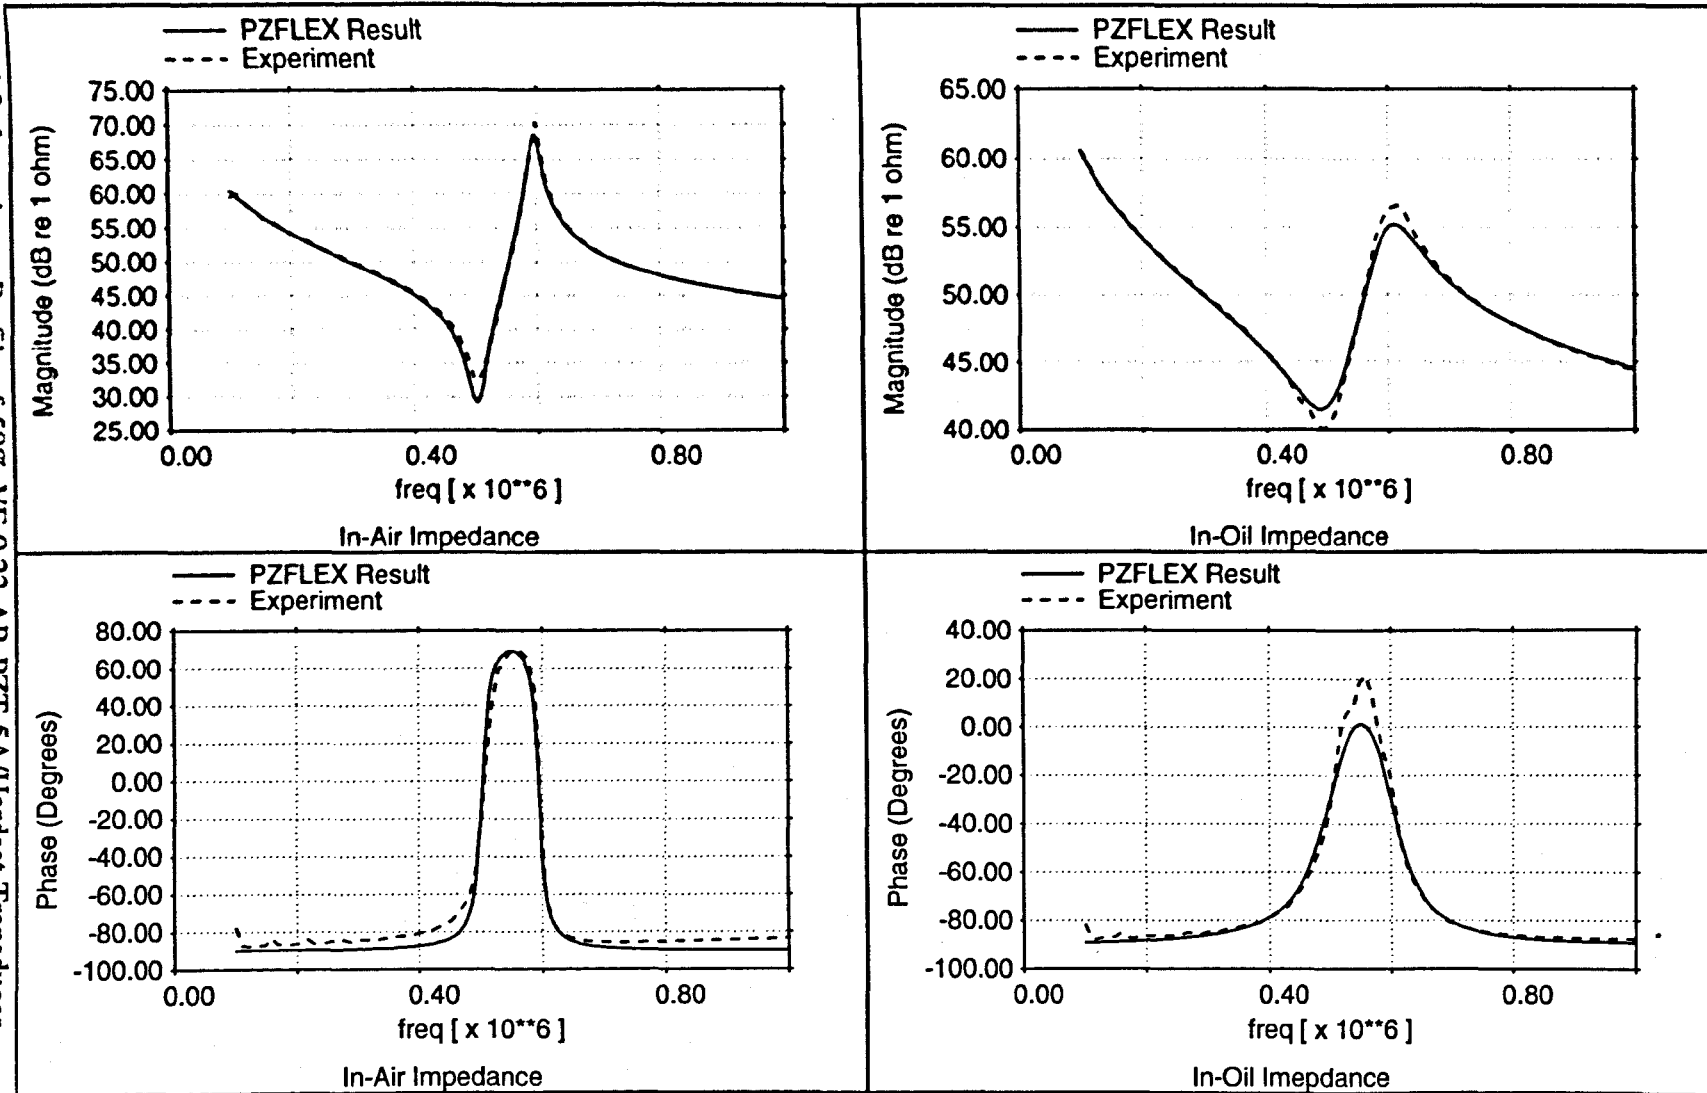 PZFLEX Result
Experiment
75.00
70.00
65.00
60.00
55.00
50.00
45.00
40.00
35.00
30.00
25.00
Magnitude (dB re 1 ohm)
0.00 0.40 0.80
freq [ x 10**6 ]
In-Air Impedance
PZFLEX Result
Experiment
65.00
60.00
55.00
50.00
45.00
40.00
Magnitude (dB re 1 ohm)
0.00 0.40 0.80
freq [ x 10**6 ]
In-Oil Impedance
PZFLEX Result
Experiment
80.00
60.00
40.00
20.00
0.00
-20.00
-40.00
-60.00
-80.00
-100.00
Phase (Degrees)
0.00 0.40 0.80
freq [ x 10**6 ]
In-Air Impedance
PZFLEX Result
Experiment
40.00
20.00
0.00
-20.00
-40.00
-60.00
-80.00
-100.00
Phase (Degrees)
0.00 0.40 0.80
freq [ x 10**6 ]
In-Oil Imepdance